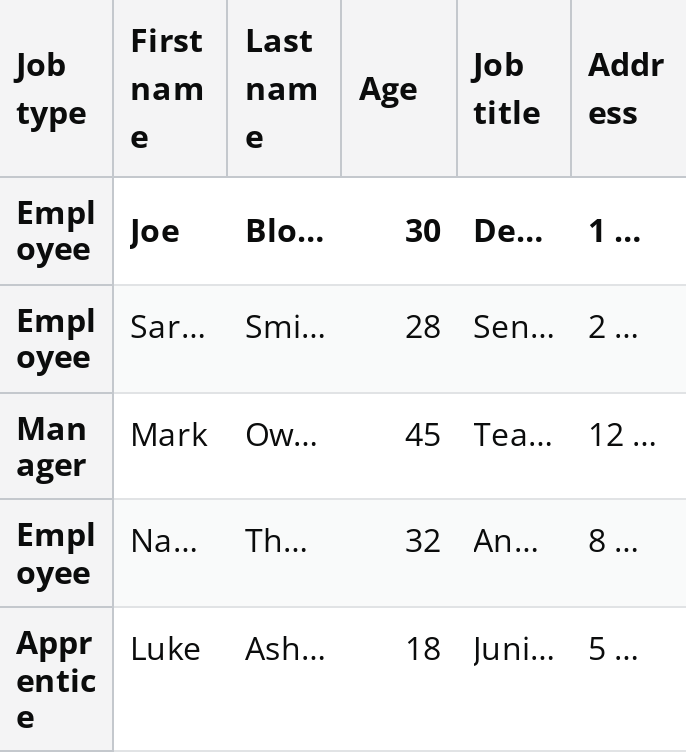 Job type | First name | Last name | Age | Job title | Address
Employee | Joe | Blo... | 30 | De... | 1 ...
Employee | Sar... | Smi... | 28 | Sen... | 2 ...
Manager | Mark | Ow... | 45 | Tea... | 12 ...
Employee | Na... | Th... | 32 | An... | 8 ...
Apprentice | Luke | Ash... | 18 | Juni... | 5 ...